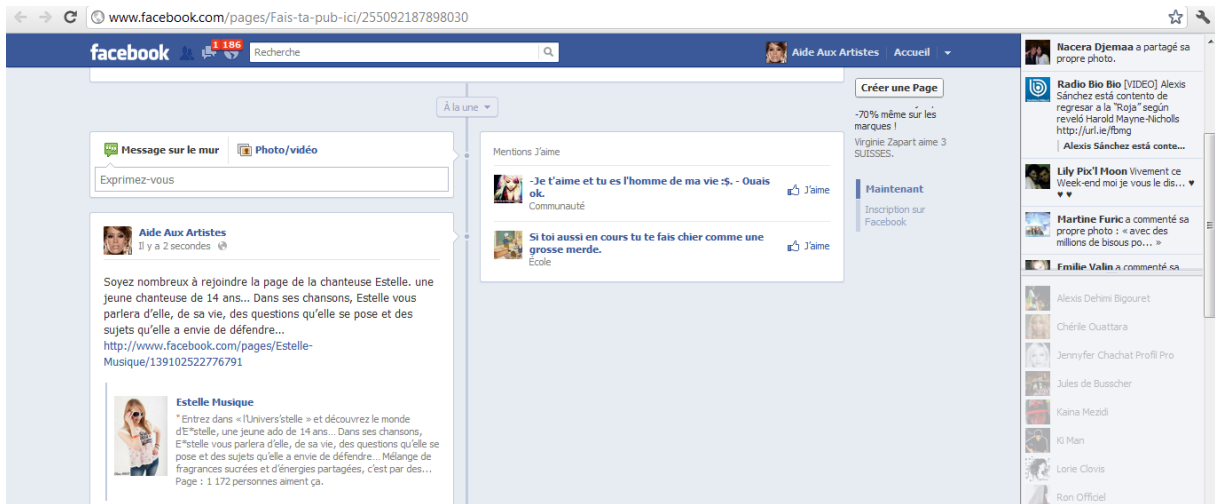 www.facebook.com/pages/Fais-ta-pub-ici/255092187898030
facebook
1 186
Recherche
Aide Aux Artistes
Accueil
À la une
Message sur le mur
Photo/vidéo
Exprimez-vous
Aide Aux Artistes
Il y a 2 secondes
Soyez nombreux à rejoindre la page de la chanteuse Estelle. une
jeune chanteuse de 14 ans... Dans ses chansons, Estelle vous
parlera d'elle, de sa vie, des questions qu'elle se pose et des
sujets qu'elle a envie de défendre...
http://www.facebook.com/pages/Estelle-
Musique/139102522776791
Estelle Musique
"Entrez dans «l'Univers'stelle » et découvrez le monde
d'E*stelle, une jeune ado de 14 ans… Dans ses chansons,
E*stelle vous parlera d'elle, de sa vie, des questions qu'elle se
pose et des sujets qu'elle a envie de défendre… Mélange de
fragrances sucrées et d'énergies partagées, c'est par des...
Page : 1 172 personnes aiment ça.
Mentions J'aime
-Je t'aime et tu es l'homme de ma vie :$. - Ouais
ok.
Communauté
J'aime
Si toi aussi en cours tu te fais chier comme une
grosse merde.
École
J'aime
Créer une Page
-70% même sur les
marques !
Virginie Zapart aime 3
SUISSES.
Maintenant
Inscription sur
Facebook
Nacera Djemaa a partagé sa
propre photo.
Radio Bio Bio [VIDEO] Alexis
Sánchez está contento de
regresar a la "Roja" según
reveló Harold Mayne-Nicholls
http://url.ie/fbmg
Alexis Sánchez está conte...
Lily Pix'l Moon Vivement ce
Week-end moi je vous le dis... ♥
♥ ♥
Martine Furic a commenté sa
propre photo : « avec des
millions de bisous po... »
Emilie Valin a commenté sa
Alexis Dehimi Bigouret
Chérile Ouattara
Jennyfer Chachat Profil Pro
Jules de Busscher
Kaina Mezidi
Ki Man
Lorie Clovis
Ron Officiel